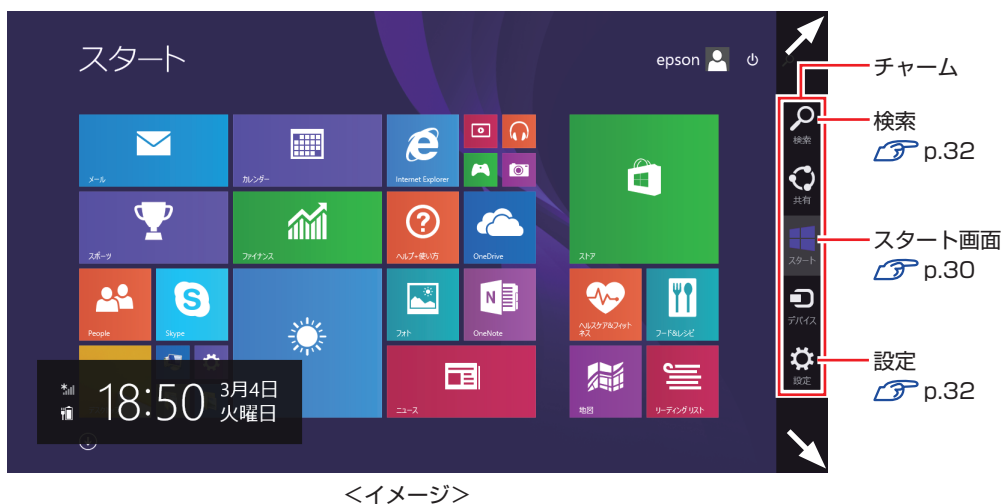 スタート
epson
メール
カレンダー
Internet Explorer
スポーツ
ファイナンス
ヘルプ+使い方
OneDrive
ストア
People
Skype
フォト
OneNote
ヘルスケア&フィット
ネス
フード&レシピ
ニュース
地図
リーディング リスト
18:50
3月4日
火曜日
検索
共有
スタート
デバイス
設定
チャーム
検索
p.32
スタート画面
p.30
設定
p.32
＜イメージ＞